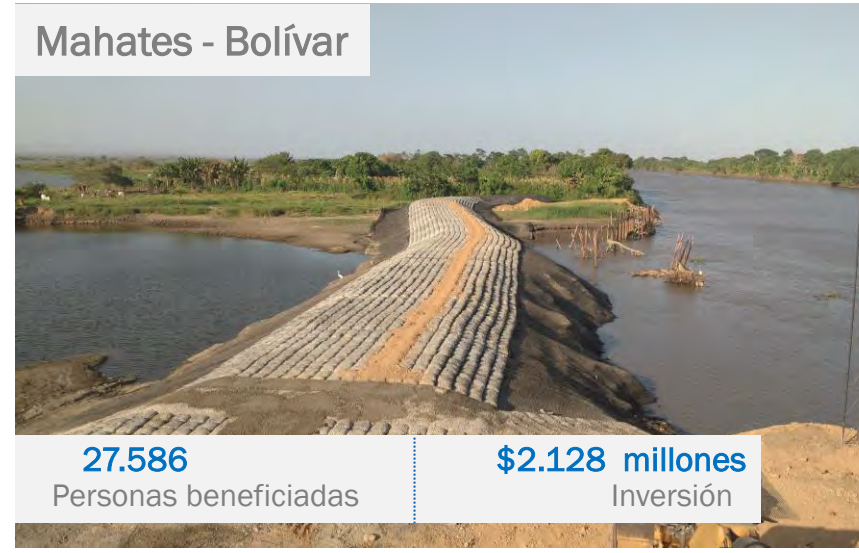 Mahates - Bolívar
27.586
Personas beneficiadas
$2.128 millones
Inversión